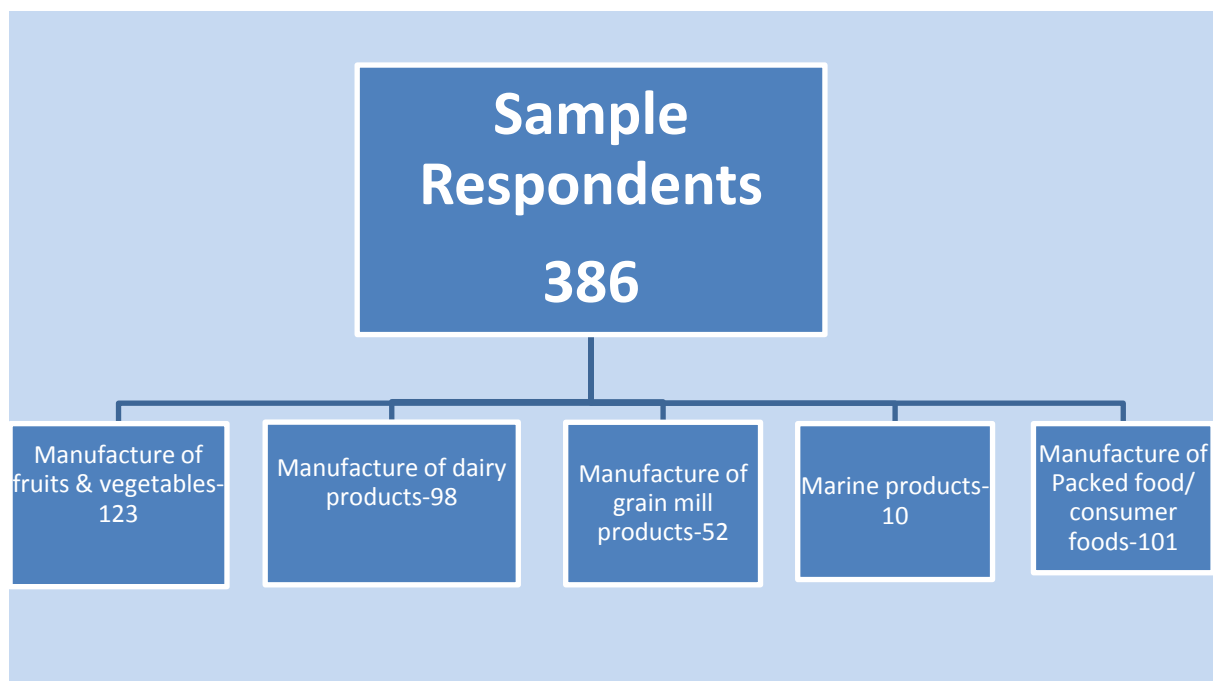 Sample
Respondents
386
Manufacture of
fruits & vegetables-
123
Manufacture of dairy
products-98
Manufacture of
grain mill
products-52
Marine products-
10
Manufacture of
Packed food/
consumer
foods-101